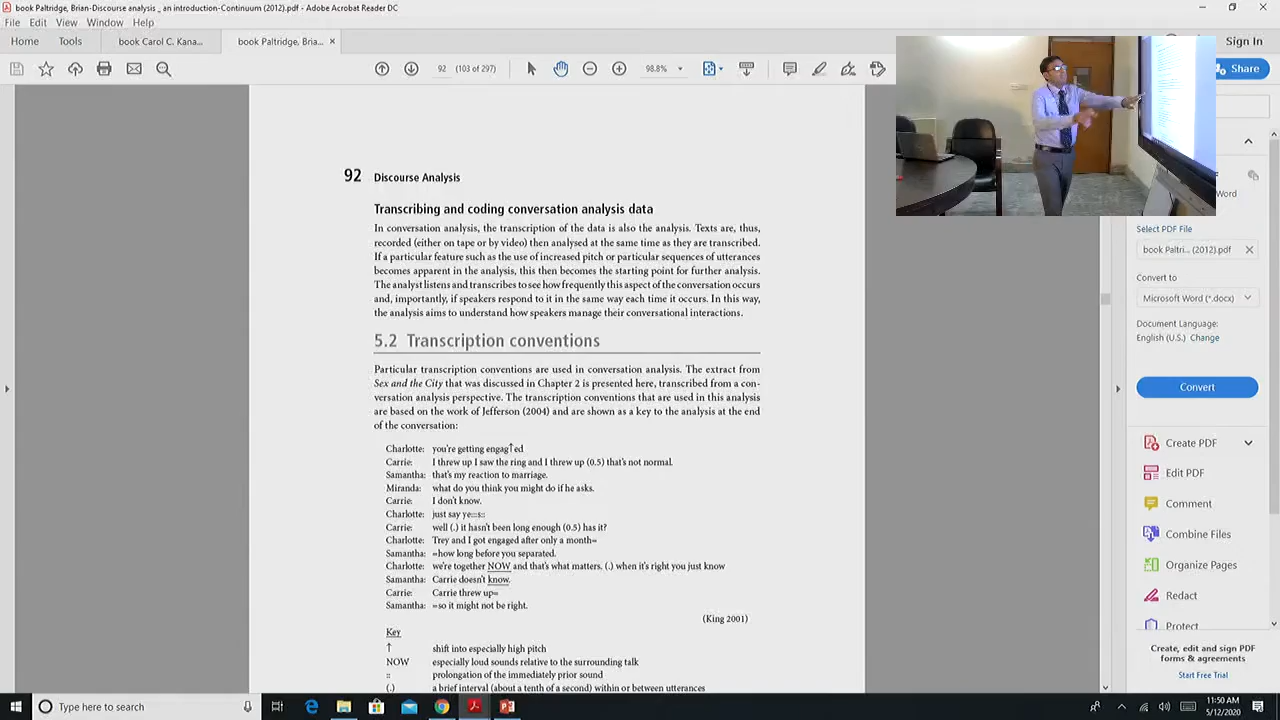 book Paltridge, Brian-Discourse analysis _ an introduction-Continuum (2012).pdf - Adobe Acrobat Reader DC
File Edit View Window Help
Home Tools book Carol C. Kana... book Paltridge, Brian... × Sign In
92 (103 of 297) 98.8% Share
92 Discourse Analysis
Transcribing and coding conversation analysis data
In conversation analysis, the transcription of the data is also the analysis. Texts are, thus,
recorded (either on tape or by video) then analysed at the same time as they are transcribed.
If a particular feature such as the use of increased pitch or particular sequences of utterances
becomes apparent in the analysis, this then becomes the starting point for further analysis.
The analyst listens and transcribes to see how frequently this aspect of the conversation occurs
and, importantly, if speakers respond to it in the same way each time it occurs. In this way,
the analysis aims to understand how speakers manage their conversational interactions.
5.2 Transcription conventions
Particular transcription conventions are used in conversation analysis. The extract from
Sex and the City that was discussed in Chapter 2 is presented here, transcribed from a con-
versation analysis perspective. The transcription conventions that are used in this analysis
are based on the work of Jefferson (2004) and are shown as a key to the analysis at the end
of the conversation:
Charlotte: you're getting engag↑ed
Carrie: I threw up I saw the ring and I threw up (0.5) that's not normal.
Samantha: that's my reaction to marriage.
Miranda: what do you think you might do if he asks.
Carrie: I don't know.
Charlotte: just say ye:::s::
Carrie: well (.) it hasn't been long enough (0.5) has it?
Charlotte: Trey and I got engaged after only a month=
Samantha: =how long before you separated.
Charlotte: we're together NOW and that's what matters. (.) when it's right you just know
Samantha: Carrie doesn't know.
Carrie: Carrie threw up=
Samantha: =so it might not be right.
(King 2001)
Key
↑ shift into especially high pitch
NOW especially loud sounds relative to the surrounding talk
:: prolongation of the immediately prior sound
(.) a brief interval (about a tenth of a second) within or between utterances
Word
Select PDF File
book Paltri... (2012).pdf ×
Convert to
Microsoft Word (*.docx)
Document Language:
English (U.S.) Change
Convert
Create PDF
Edit PDF
Comment
Combine Files
Organize Pages
Redact
Protect
Create, edit and sign PDF
forms & agreements
Start Free Trial
Type here to search
11:50 AM
5/12/2020